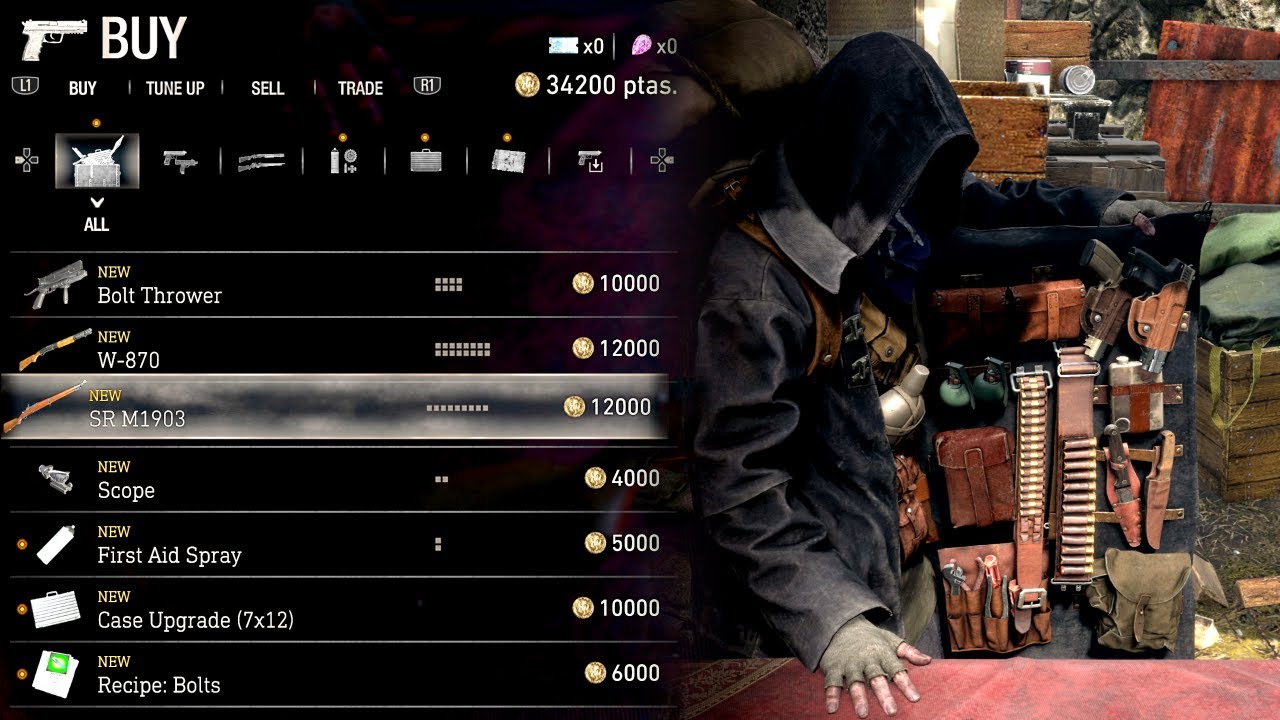 BUY
x0 x0
L1 BUY TUNE UP SELL TRADE R1
34200 ptas.
ALL
NEW
Bolt Thrower 10000
NEW
W-870 12000
NEW
SR M1903 12000
NEW
Scope 4000
NEW
First Aid Spray 5000
NEW
Case Upgrade (7x12) 10000
NEW
Recipe: Bolts 6000